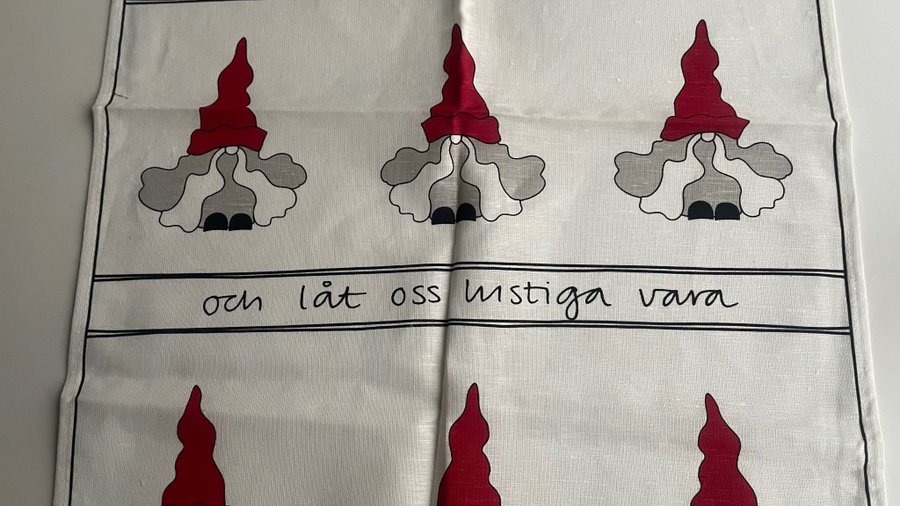 och låt oss lustiga vara